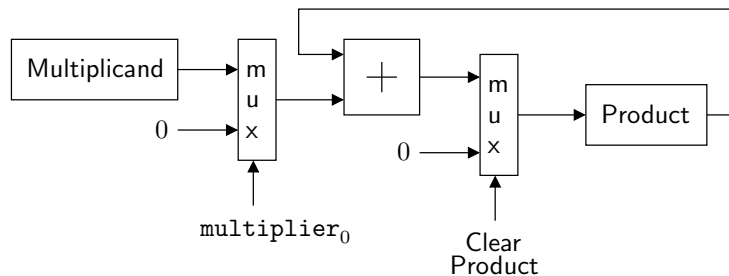 Multiplicand
0
m
u
x
multiplier₀
+
0
m
u
x
Clear
Product
Product